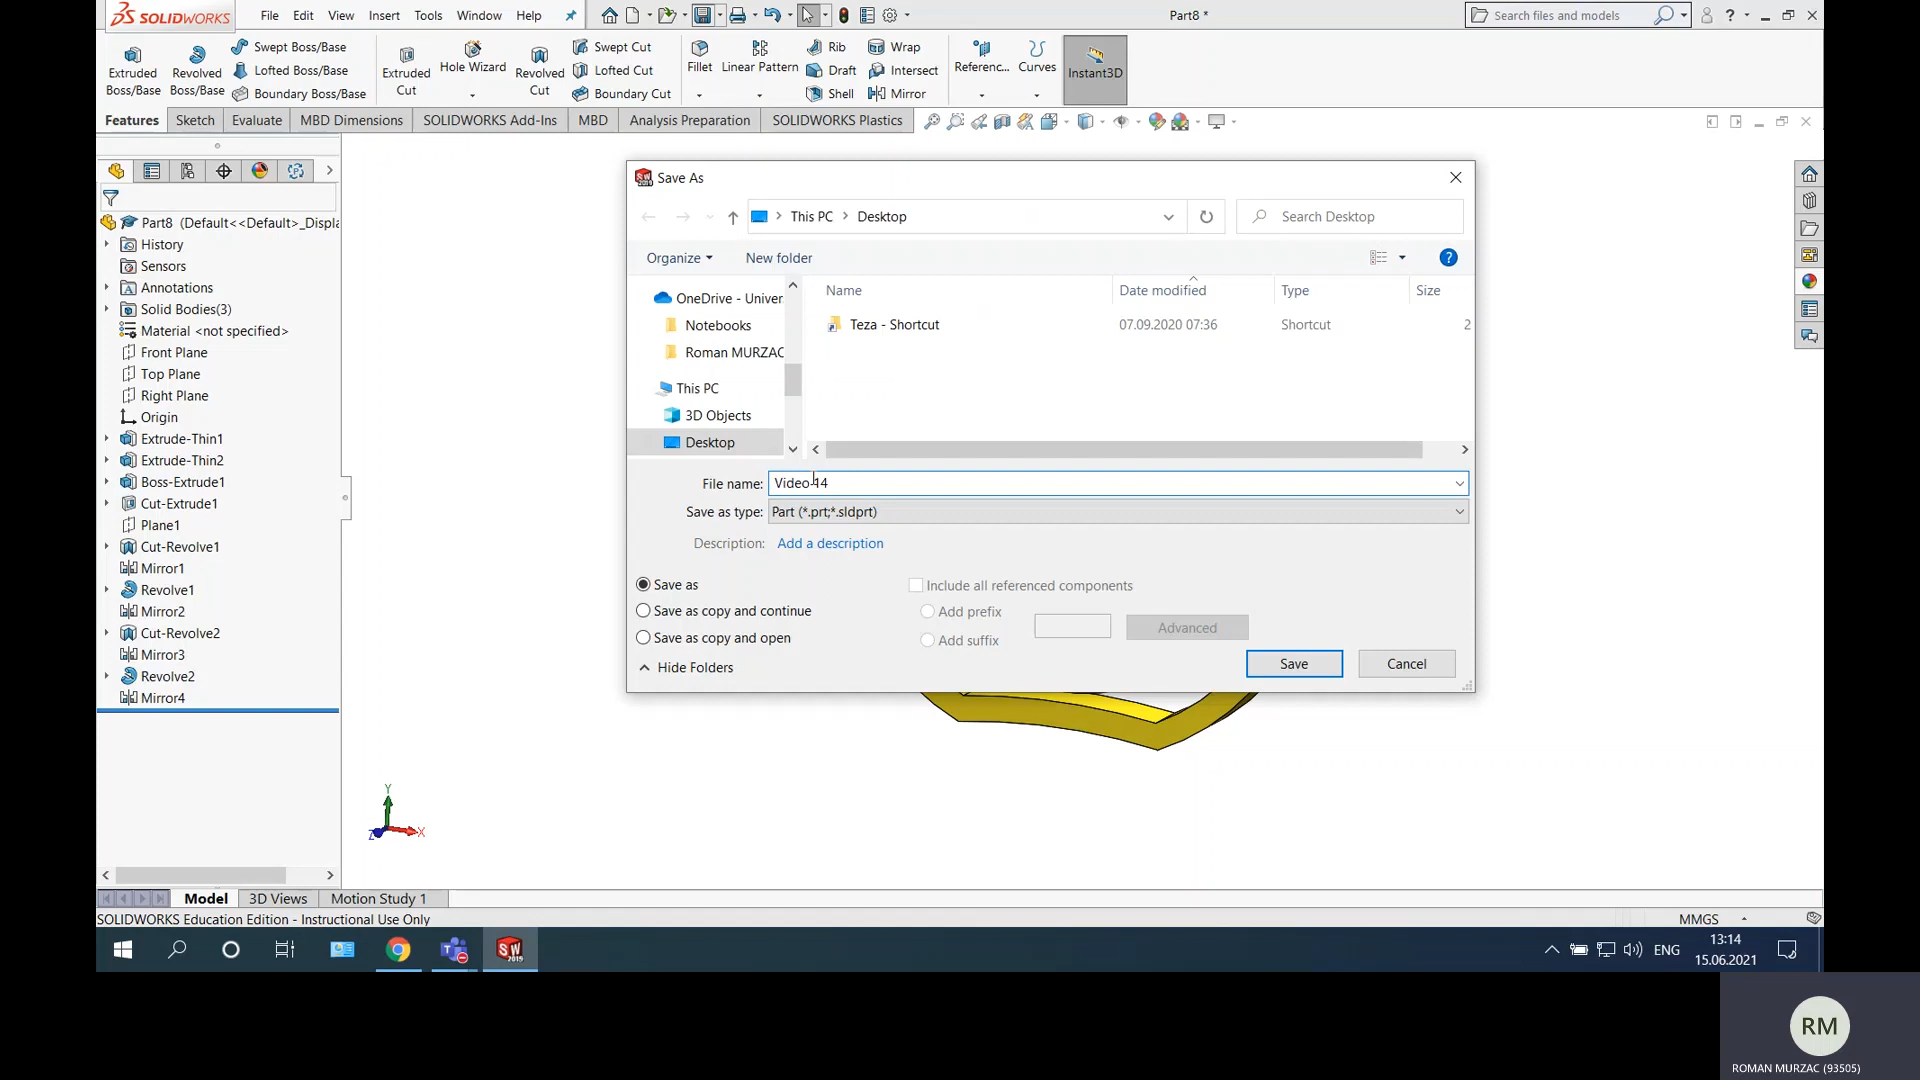 SOLIDWORKS File Edit View Insert Tools Window Help Part8 * Search files and models
Extruded Boss/Base
Revolved Boss/Base
Swept Boss/Base
Lofted Boss/Base
Boundary Boss/Base
Extruded Cut
Hole Wizard
Revolved Cut
Swept Cut
Lofted Cut
Boundary Cut
Fillet
Linear Pattern
Rib
Draft
Shell
Wrap
Intersect
Mirror
Referenc...
Curves
Instant3D
Features Sketch Evaluate MBD Dimensions SOLIDWORKS Add-Ins MBD Analysis Preparation SOLIDWORKS Plastics
Part8 (Default<<Default>_Displa
History
Sensors
Annotations
Solid Bodies(3)
Material <not specified>
Front Plane
Top Plane
Right Plane
Origin
Extrude-Thin1
Extrude-Thin2
Boss-Extrude1
Cut-Extrude1
Plane1
Cut-Revolve1
Mirror1
Revolve1
Mirror2
Cut-Revolve2
Mirror3
Revolve2
Mirror4
Save As
This PC > Desktop
Search Desktop
Organize New folder
OneDrive - Univer
Notebooks
Roman MURZAC
This PC
3D Objects
Desktop
Name Date modified Type Size
Teza - Shortcut 07.09.2020 07:36 Shortcut 2
File name: Video-14
Save as type: Part (*.prt;*.sldprt)
Description: Add a description
Save as
Save as copy and continue
Save as copy and open
Include all referenced components
Add prefix
Add suffix
Advanced
Hide Folders
Save Cancel
Y
Z X
Model 3D Views Motion Study 1
SOLIDWORKS Education Edition - Instructional Use Only MMGS
ENG 13:14
15.06.2021
RM
ROMAN MURZAC (93505)